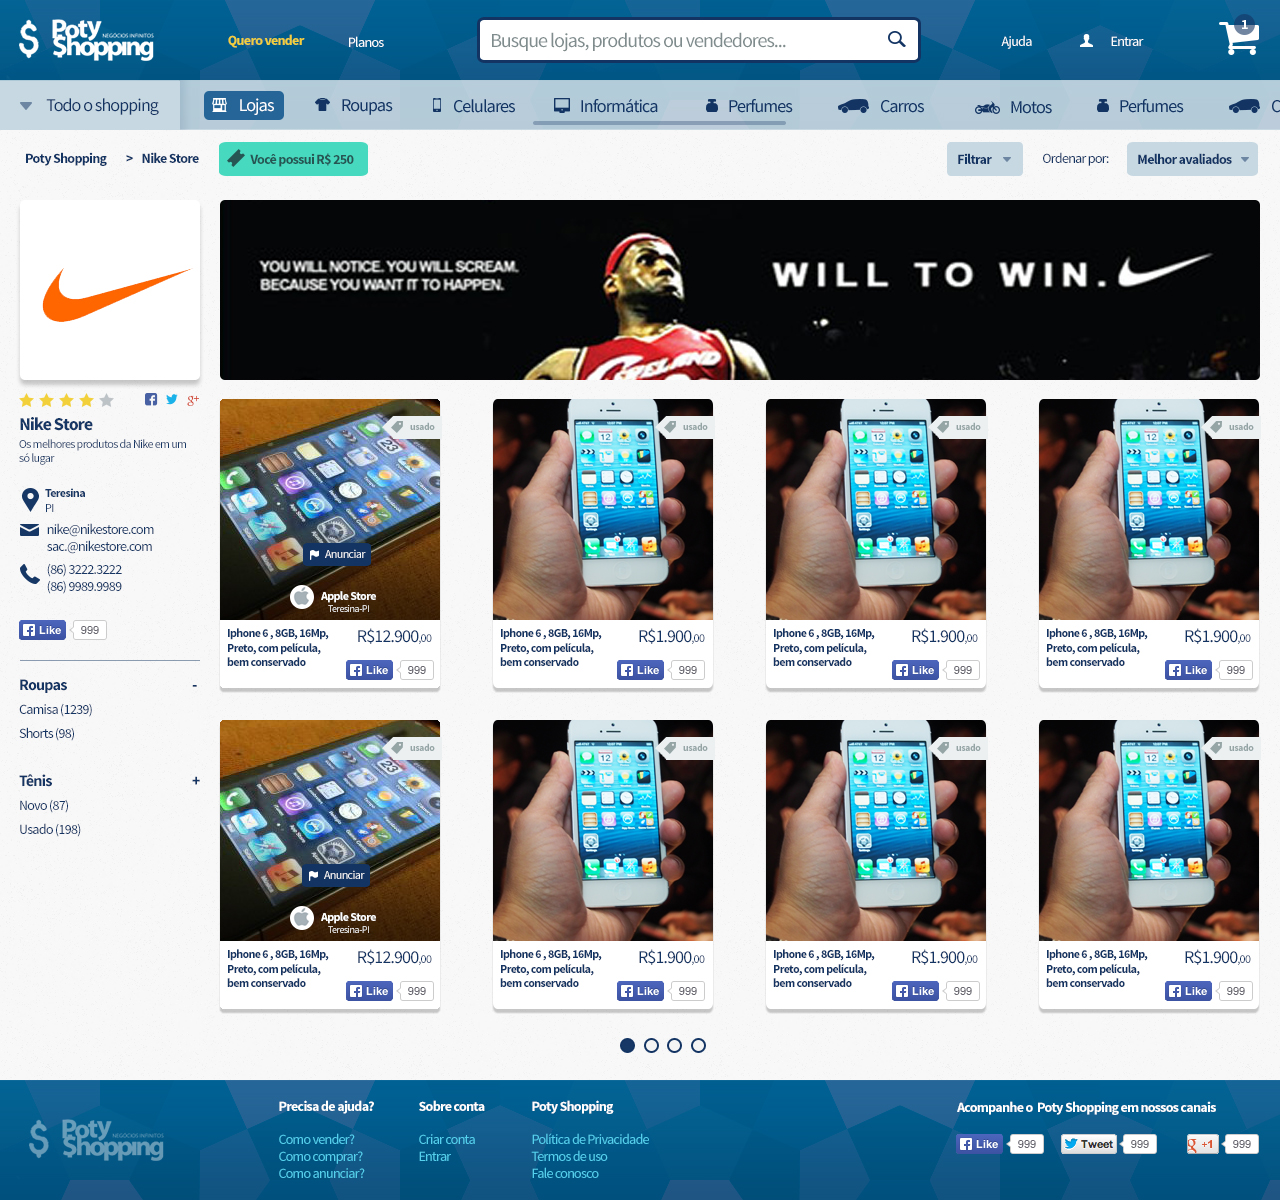 Poty
NEGÓCIOS INFINITOS
Shopping
Quero vender
Planos
Busque lojas, produtos ou vendedores...
Ajuda
Entrar
1
Todo o shopping
Lojas
Roupas
Celulares
Informática
Perfumes
Carros
Motos
Perfumes
C
Poty Shopping > Nike Store
Você possui R$ 250
Filtrar
Ordenar por:
Melhor avaliados
YOU WILL NOTICE. YOU WILL SCREAM.
BECAUSE YOU WANT IT TO HAPPEN.
WILL TO WIN.
Nike Store
Os melhores produtos da Nike em um
só lugar
Teresina
PI
nike@nikestore.com
sac.@nikestore.com
(86) 3222.3222
(86) 9989.9989
Like 999
Roupas -
Camisa (1239)
Shorts (98)
Tênis +
Novo (87)
Usado (198)
usado
Anunciar
Apple Store
Teresina-PI
Iphone 6 , 8GB, 16Mp,
Preto, com película,
bem conservado
R$12.900,00
Like 999
usado
Iphone 6 , 8GB, 16Mp,
Preto, com película,
bem conservado
R$1.900,00
Like 999
usado
Iphone 6 , 8GB, 16Mp,
Preto, com película,
bem conservado
R$1.900,00
Like 999
usado
Iphone 6 , 8GB, 16Mp,
Preto, com película,
bem conservado
R$1.900,00
Like 999
usado
Anunciar
Apple Store
Teresina-PI
Iphone 6 , 8GB, 16Mp,
Preto, com película,
bem conservado
R$12.900,00
Like 999
usado
Iphone 6 , 8GB, 16Mp,
Preto, com película,
bem conservado
R$1.900,00
Like 999
usado
Iphone 6 , 8GB, 16Mp,
Preto, com película,
bem conservado
R$1.900,00
Like 999
usado
Iphone 6 , 8GB, 16Mp,
Preto, com película,
bem conservado
R$1.900,00
Like 999
Poty
NEGÓCIOS INFINITOS
Shopping
Precisa de ajuda?
Como vender?
Como comprar?
Como anunciar?
Sobre conta
Criar conta
Entrar
Poty Shopping
Política de Privacidade
Termos de uso
Fale conosco
Acompanhe o Poty Shopping em nossos canais
Like 999
Tweet 999
+1 999